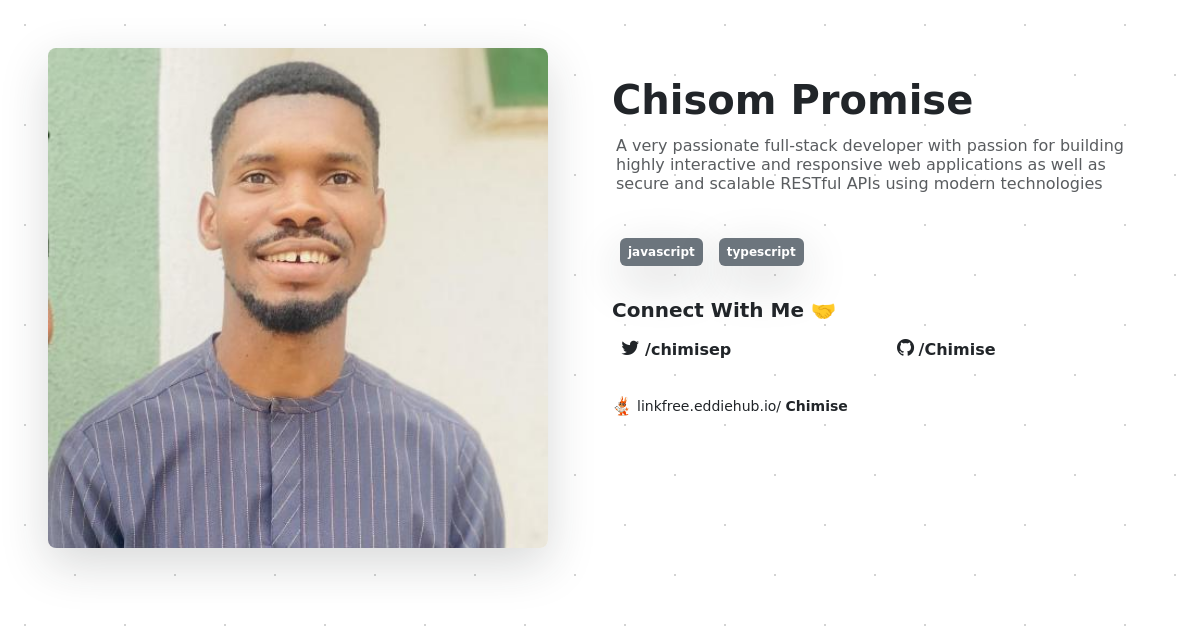 Chisom Promise
A very passionate full-stack developer with passion for building
highly interactive and responsive web applications as well as
secure and scalable RESTful APIs using modern technologies
javascript typescript
Connect With Me 🤝
/chimisep /Chimise
linkfree.eddiehub.io/ Chimise